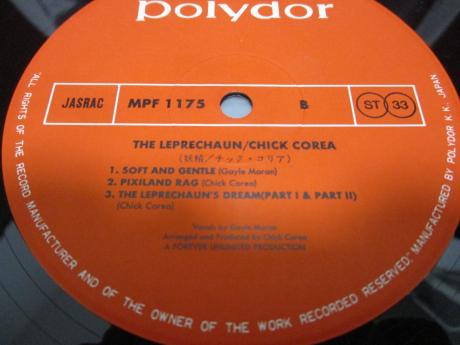 polydor
JASRAC
MPF 1175
B
ST 33
THE LEPRECHAUN/CHICK COREA
(妖精/チック・コリア)
1. SOFT AND GENTLE (Gayle Moran)
2. PIXILAND RAG (Chick Corea)
3. THE LEPRECHAUN'S DREAM(PART I & PART II)
(Chick Corea)
Vocals by Gayle Moran
Arranged and Produced by Chick Corea
A FOREVER UNLIMITED PRODUCTION
"ALL RIGHTS OF THE RECORD MANUFACTURER AND OF THE OWNER OF THE WORK RECORDED RESERVED" MANUFACTURED BY POLYDOR K.K. JAPAN